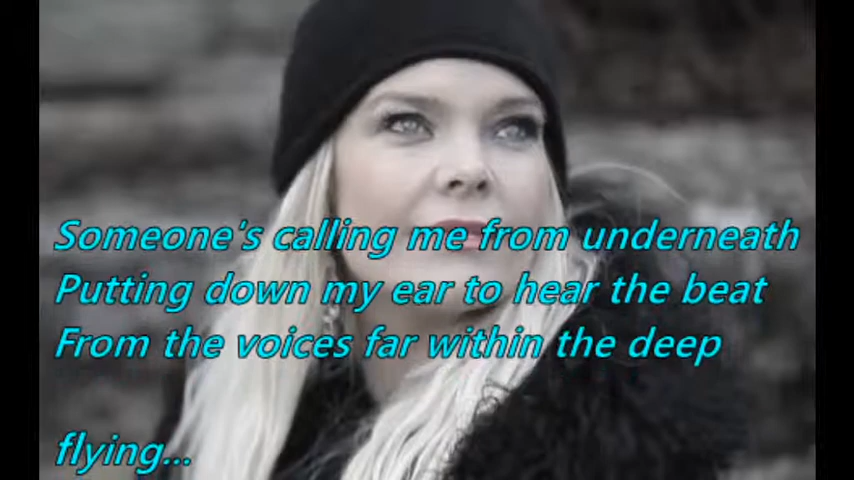 Someone's calling me from underneath
Putting down my ear to hear the beat
From the voices far within the deep
flying...